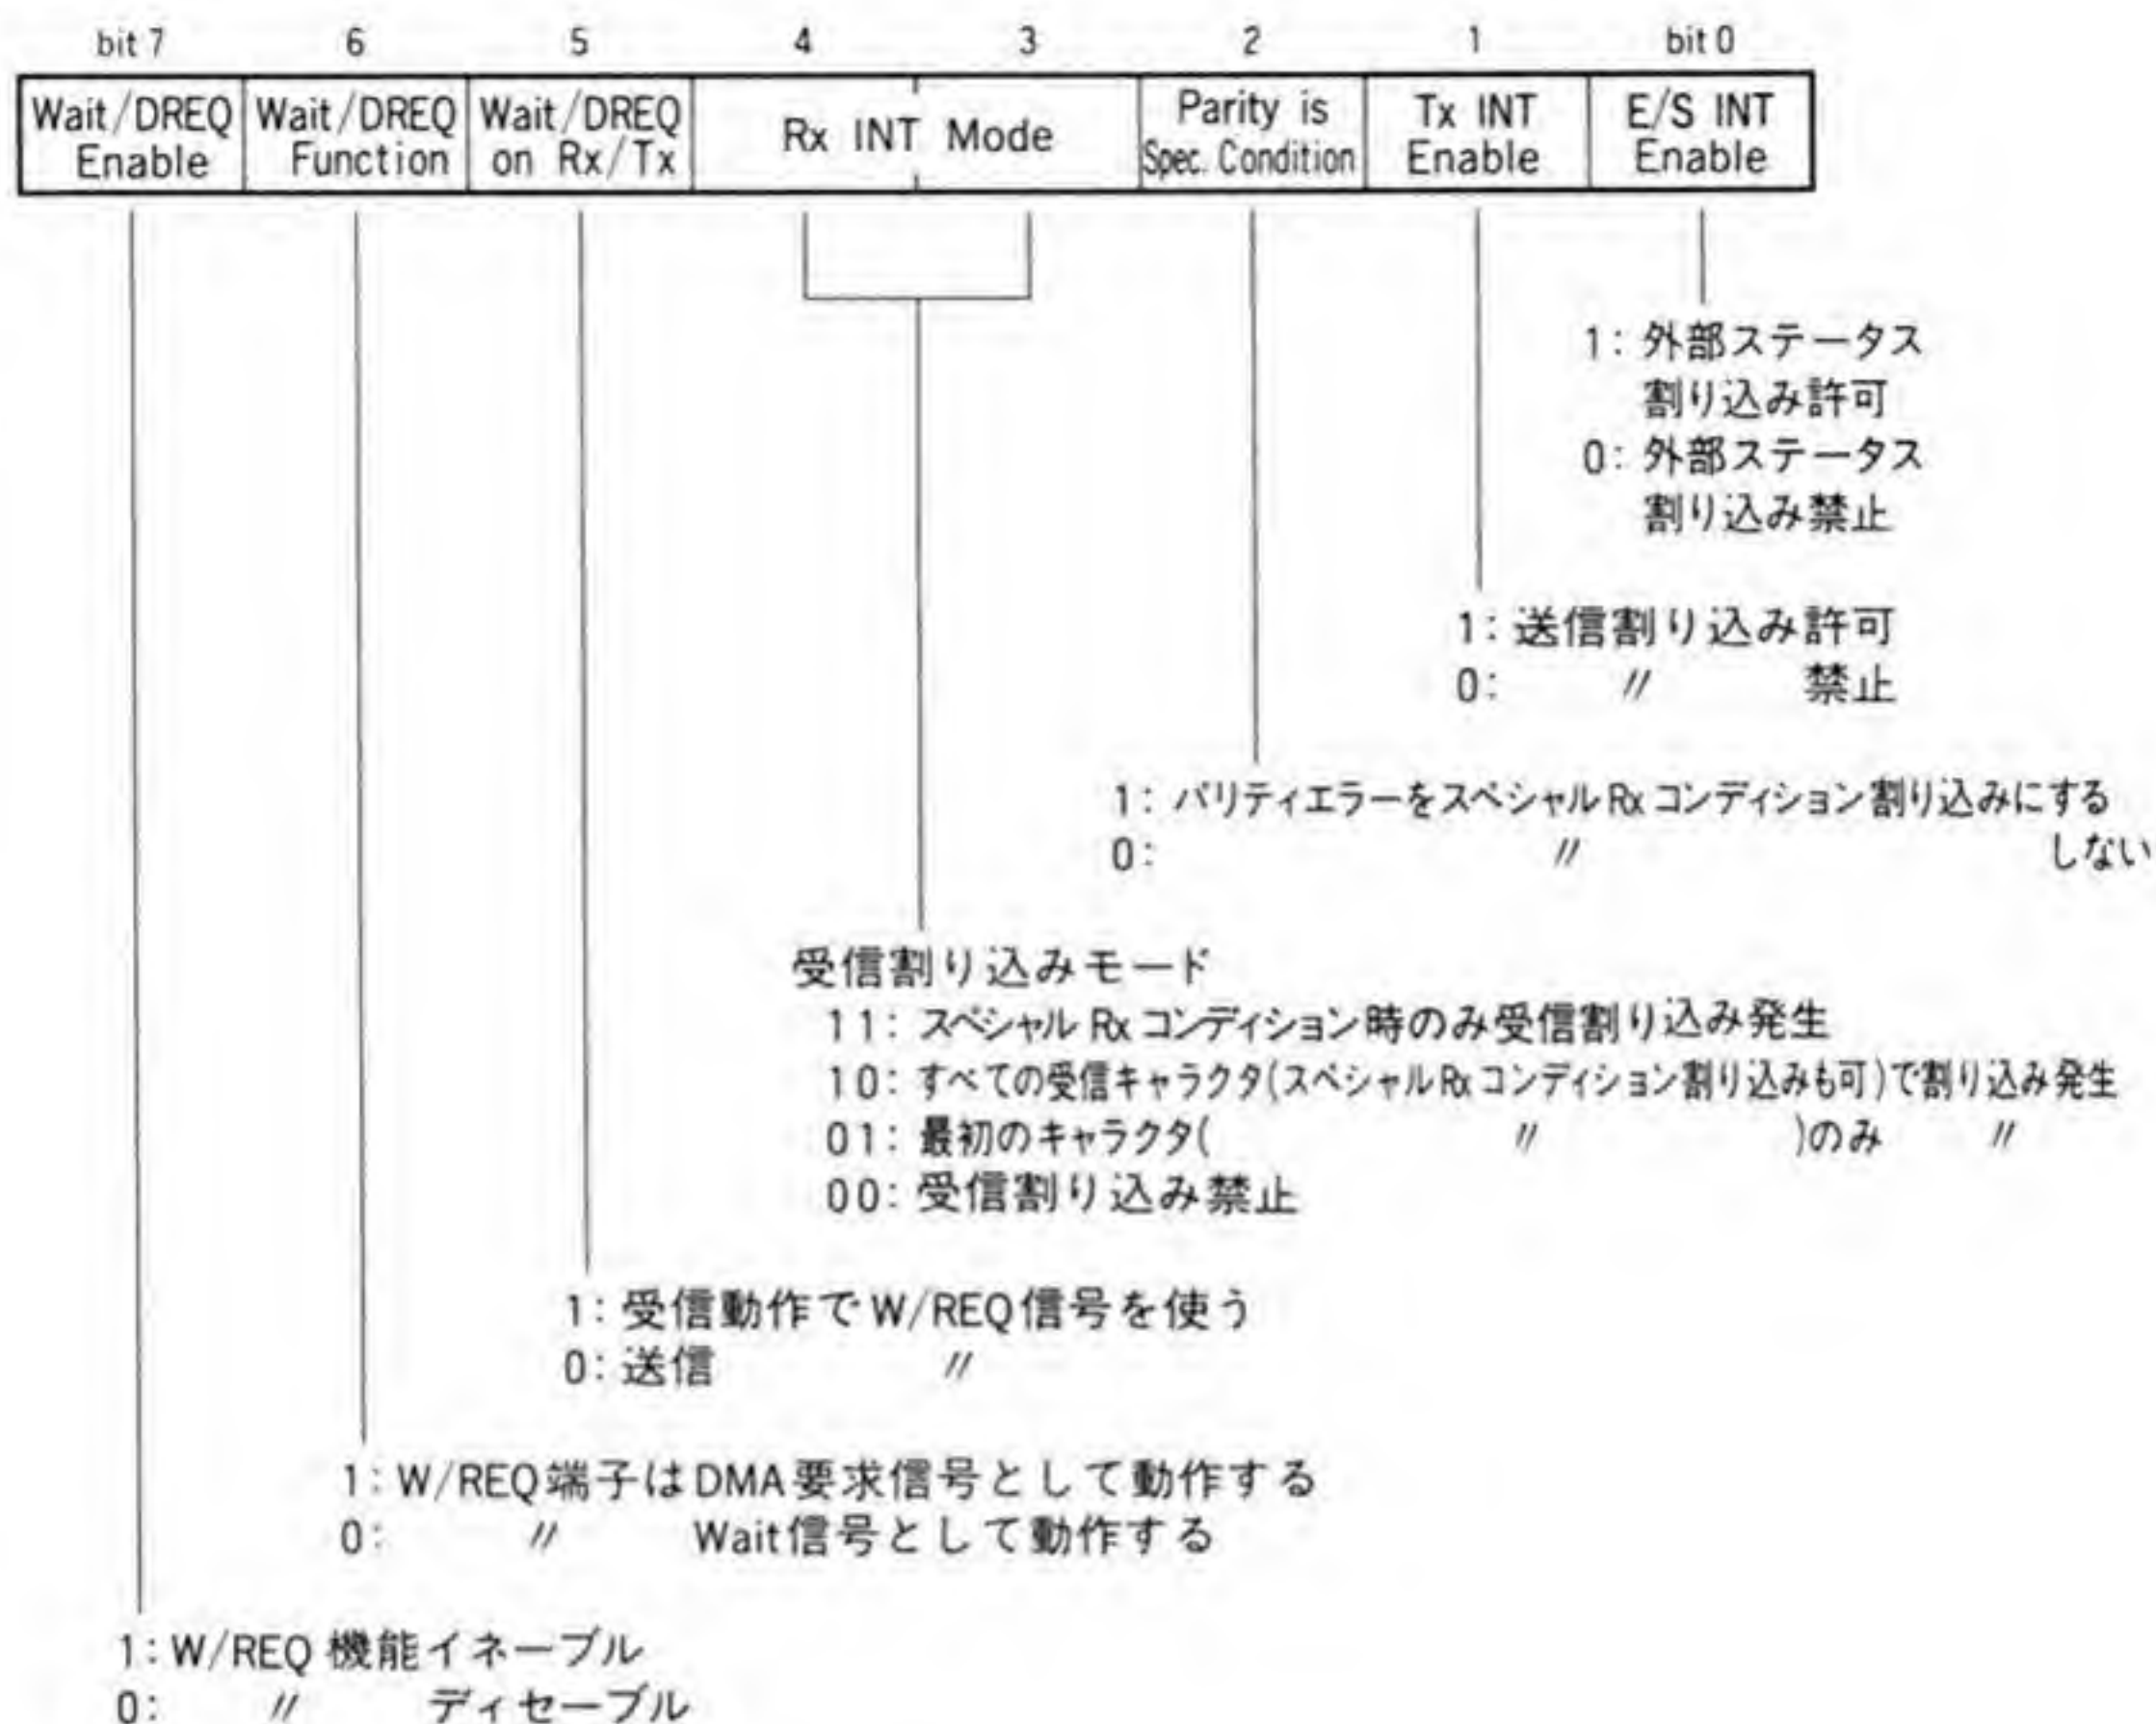 bit 7 6 5 4 3 2 1 bit 0
Wait/DREQ Enable
Wait/DREQ Function
Wait/DREQ on Rx/Tx
Rx INT Mode
Parity is Spec. Condition
Tx INT Enable
E/S INT Enable
1: 外部ステータス
割り込み許可
0: 外部ステータス
割り込み禁止
1: 送信割り込み許可
0: 〃 禁止
1: パリティエラーをスペシャルRxコンディション割り込みにする
0: 〃 しない
受信割り込みモード
11: スペシャル Rx コンディション時のみ受信割り込み発生
10: すべての受信キャラクタ(スペシャルRxコンディション割り込みも可)で割り込み発生
01: 最初のキャラクタ( 〃 )のみ 〃
00: 受信割り込み禁止
1: 受信動作でW/REQ信号を使う
0: 送信 〃
1: W/REQ端子はDMA要求信号として動作する
0: 〃 Wait信号として動作する
1: W/REQ 機能イネーブル
0: 〃 ディセーブル